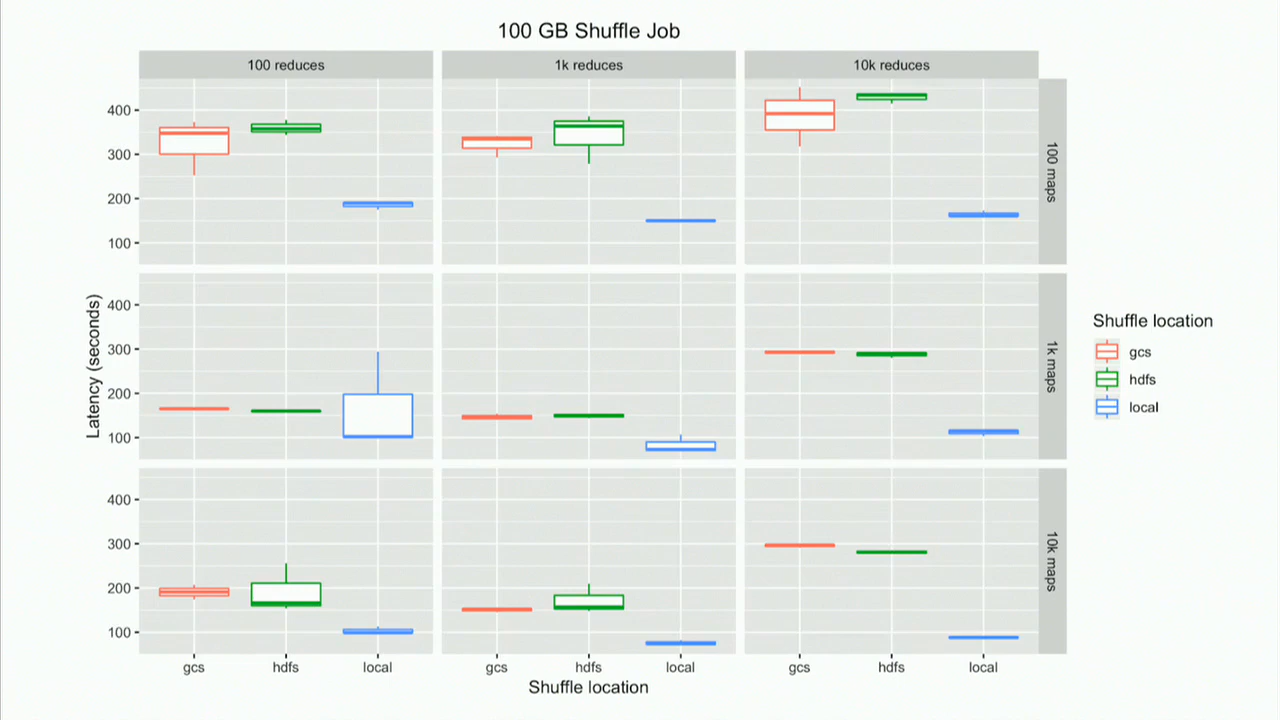 100 GB Shuffle Job
100 reduces
1k reduces
10k reduces
400
300
200
100
100 maps
Latency (seconds)
400
300
200
100
1k maps
400
300
200
100
10k maps
gcs
hdfs
local
gcs
hdfs
local
gcs
hdfs
local
Shuffle location
Shuffle location
gcs
hdfs
local